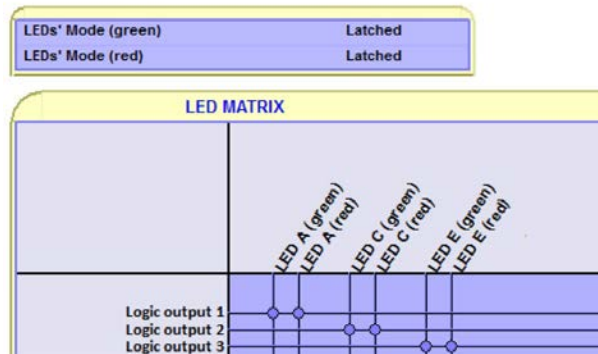 LEDs' Mode (green) Latched
LEDs' Mode (red) Latched
LED MATRIX
LED A (green)
LED A (red)
LED C (green)
LED C (red)
LED E (green)
LED E (red)
Logic output 1
Logic output 2
Logic output 3